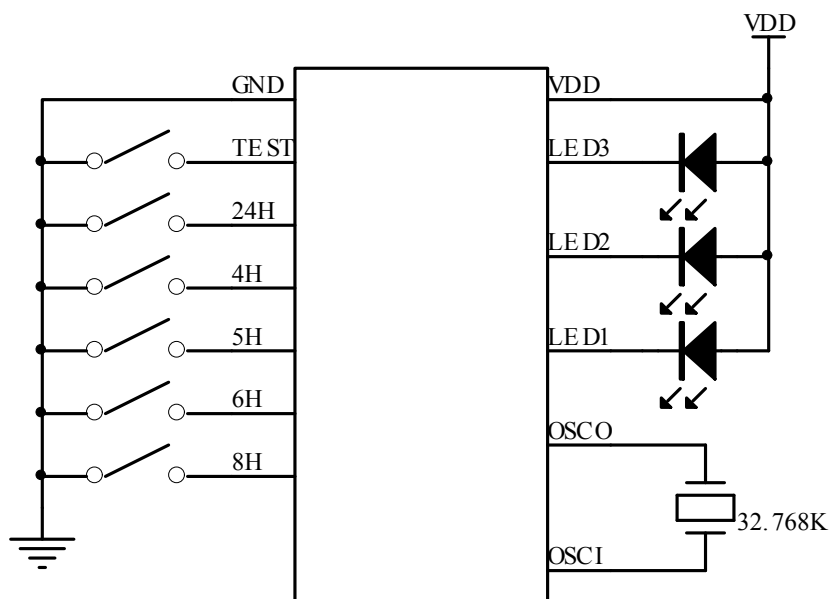 VDD
GND
VDD
TEST
LED3
24H
LED2
4H
5H
LED1
6H
OSCO
8H
32.768K
OSCI